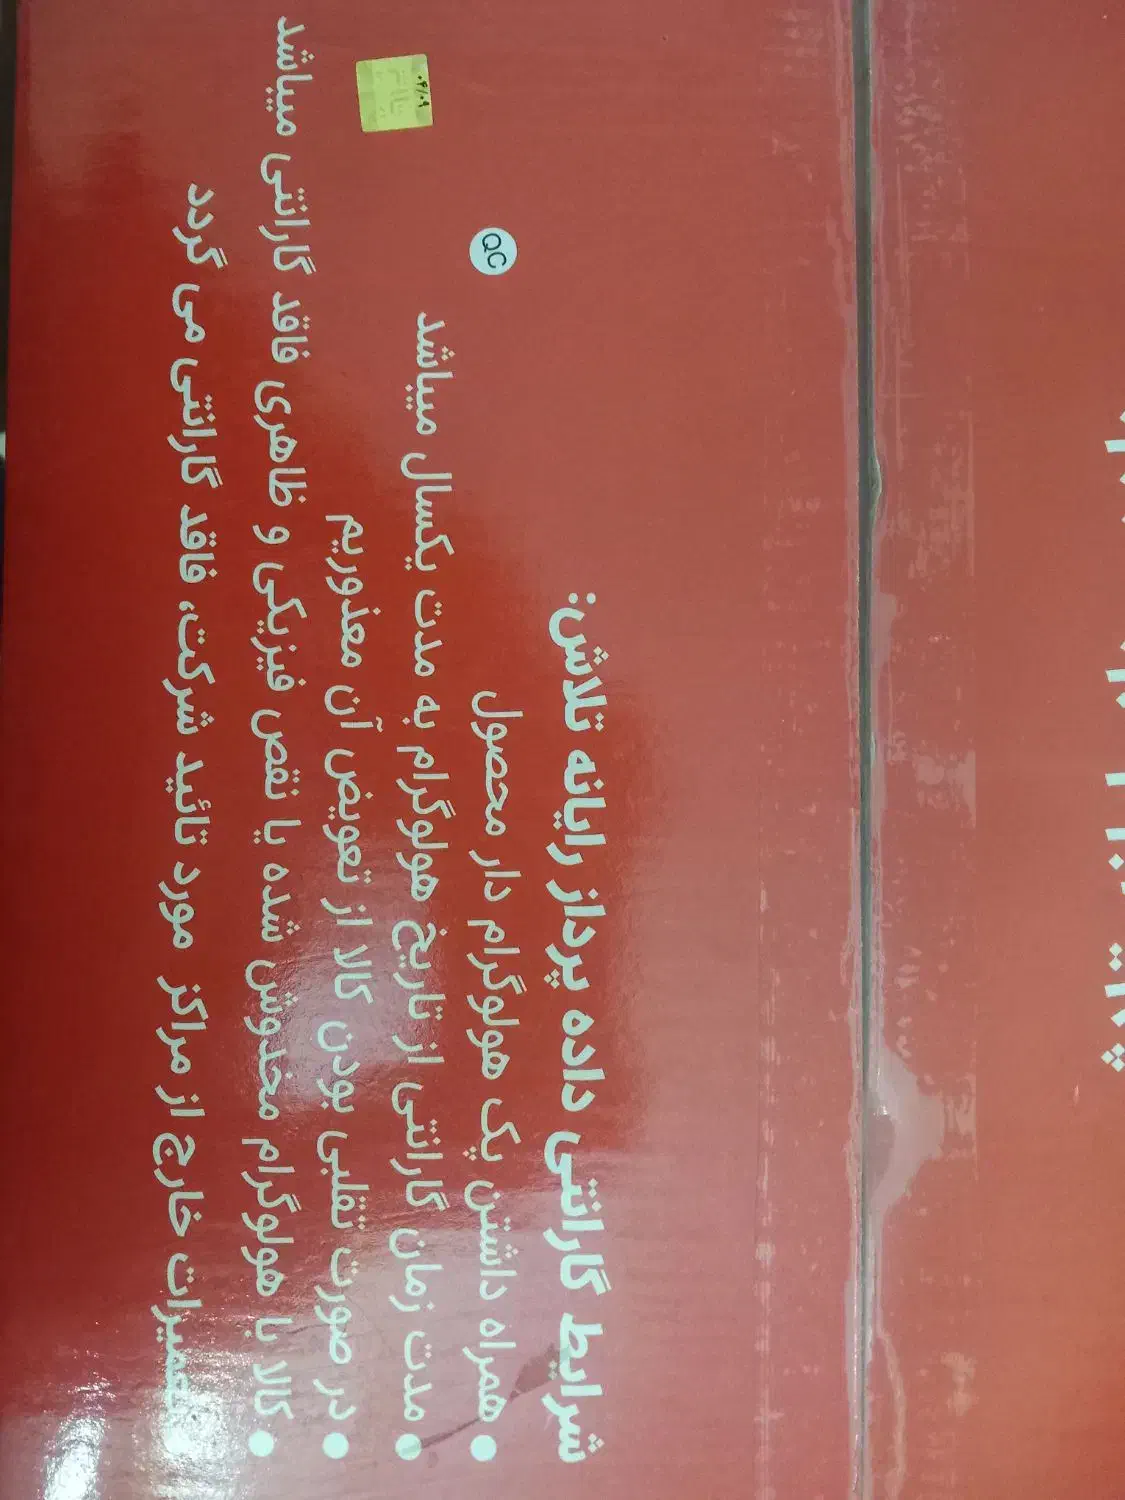 شرایط گارانتی داده پرداز رایانه تلاش:
● همراه داشتن پک هولوگرام دار محصول
● مدت زمان گارانتی از تاریخ هولوگرام به مدت یکسال میباشد
● در صورت تقلبی بودن کالا از تعویض آن معذوریم
● کالا با هولوگرام مخدوش شده یا نقص فیزیکی و ظاهری فاقد گارانتی میباشد
● تعمیرات خارج از مراکز مورد تائید شرکت، فاقد گارانتی می گردد
QC